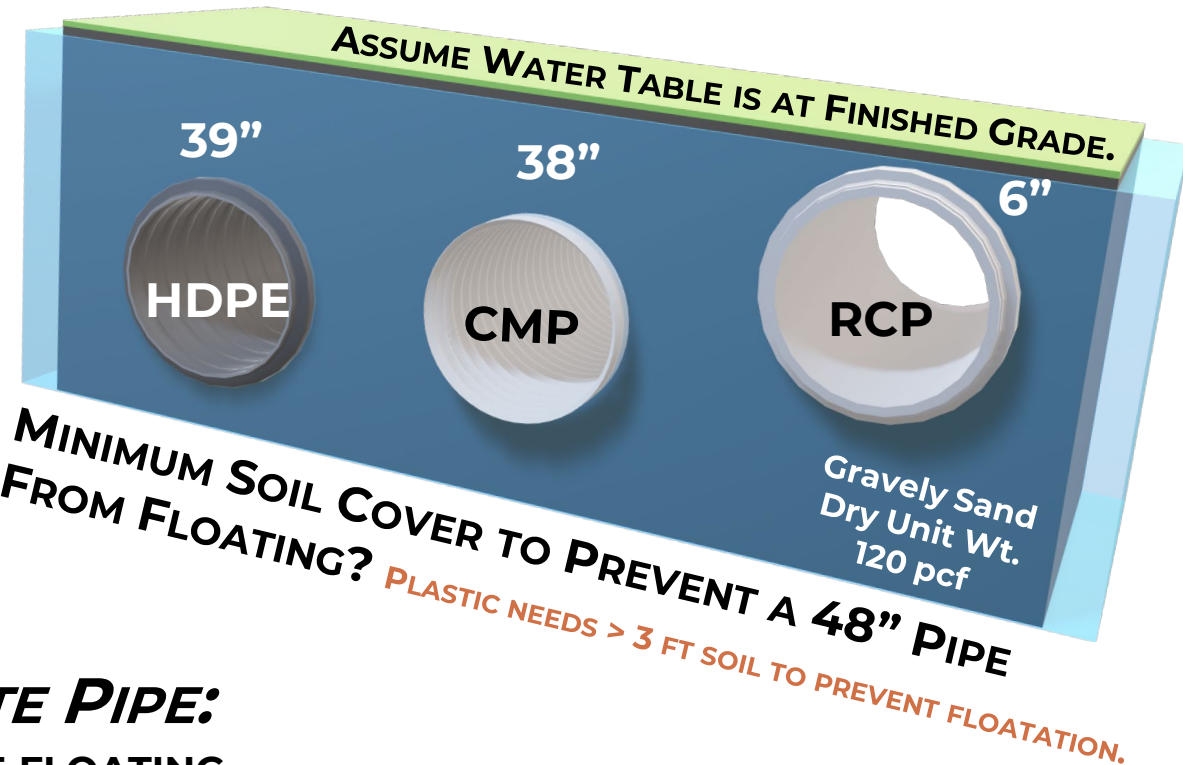 ASSUME WATER TABLE IS AT FINISHED GRADE.
39”
38”
6”
HDPE
CMP
RCP
Gravely Sand
Dry Unit Wt.
120 pcf
MINIMUM SOIL COVER TO PREVENT A 48” PIPE
FROM FLOATING? PLASTIC NEEDS > 3 FT SOIL TO PREVENT FLOATATION.
PIPE:
FLOATING